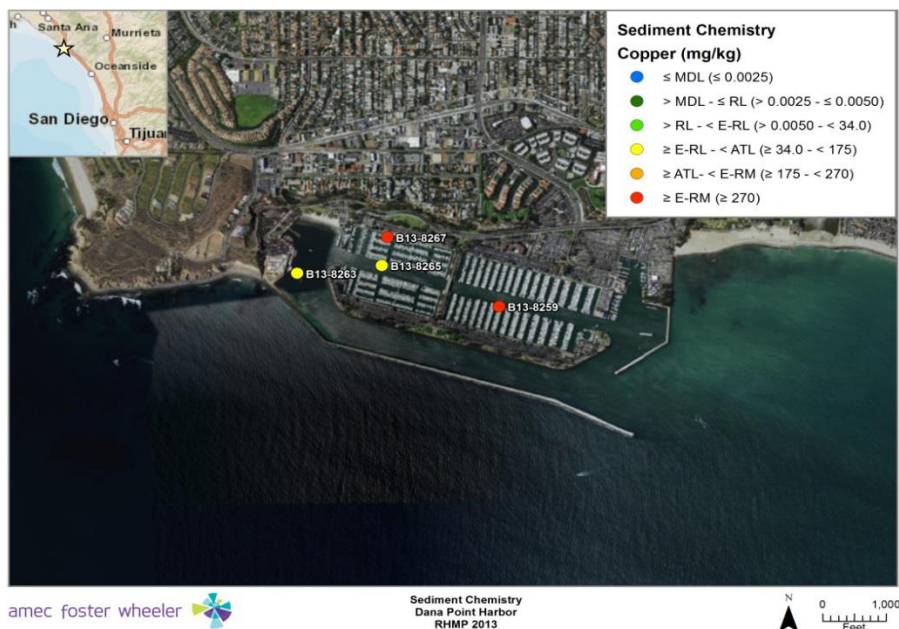 h
Santa Ana
Murrieta
Oceanside
San Diego
Tijuan
Sediment Chemistry
Copper (mg/kg)
≤ MDL (≤ 0.0025)
> MDL - ≤ RL (> 0.0025 - ≤ 0.0050)
> RL - < E-RL (> 0.0050 - < 34.0)
≥ E-RL - < ATL (≥ 34.0 - < 175)
≥ ATL- < E-RM (≥ 175 - < 270)
≥ E-RM (≥ 270)
B13-8267
B13-8265
B13-8263
B13-8259
amec foster wheeler
Sediment Chemistry
Dana Point Harbor
RHMP 2013
N
0 1,000
Feet